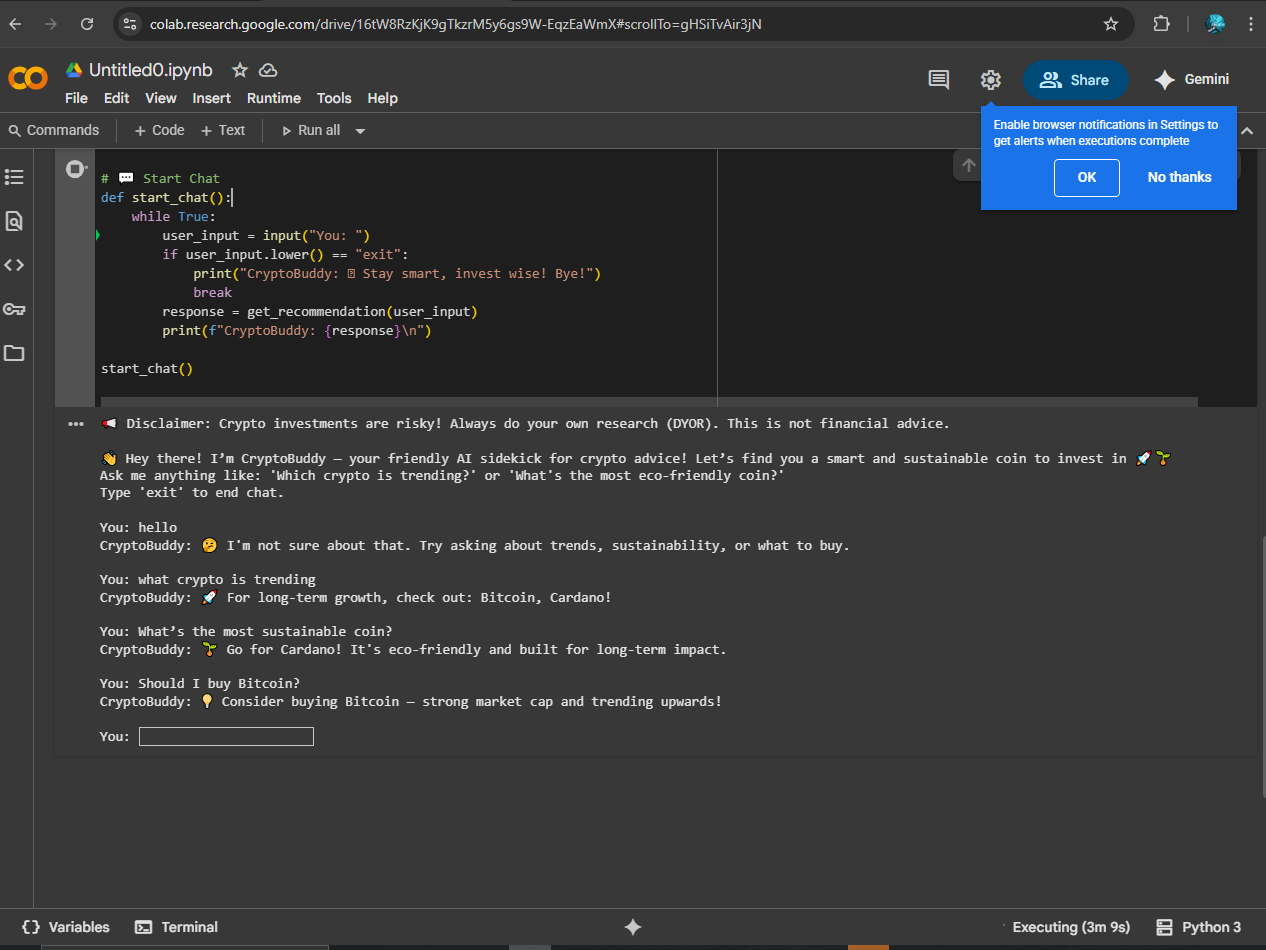 colab.research.google.com/drive/16tW8RzKjK9gTkzrM5y6gs9W-EqzEaWmX#scrollTo=gHSiTvAir3jN
Untitled0.ipynb
File Edit View Insert Runtime Tools Help
Share
Gemini
Commands + Code + Text Run all
Enable browser notifications in Settings to
get alerts when executions complete
OK No thanks
# 💬 Start Chat
def start_chat():
    while True:
        user_input = input("You: ")
        if user_input.lower() == "exit":
            print("CryptoBuddy: Stay smart, invest wise! Bye!")
            break
        response = get_recommendation(user_input)
        print(f"CryptoBuddy: {response}\n")
start_chat()
📢 Disclaimer: Crypto investments are risky! Always do your own research (DYOR). This is not financial advice.
👋 Hey there! I’m CryptoBuddy – your friendly AI sidekick for crypto advice! Let’s find you a smart and sustainable coin to invest in 🚀🌱
Ask me anything like: 'Which crypto is trending?' or 'What's the most eco-friendly coin?'
Type 'exit' to end chat.
You: hello
CryptoBuddy: 🤔 I'm not sure about that. Try asking about trends, sustainability, or what to buy.
You: what crypto is trending
CryptoBuddy: 🚀 For long-term growth, check out: Bitcoin, Cardano!
You: What’s the most sustainable coin?
CryptoBuddy: 🌱 Go for Cardano! It's eco-friendly and built for long-term impact.
You: Should I buy Bitcoin?
CryptoBuddy: 💡 Consider buying Bitcoin – strong market cap and trending upwards!
You:
Variables Terminal Executing (3m 9s) Python 3